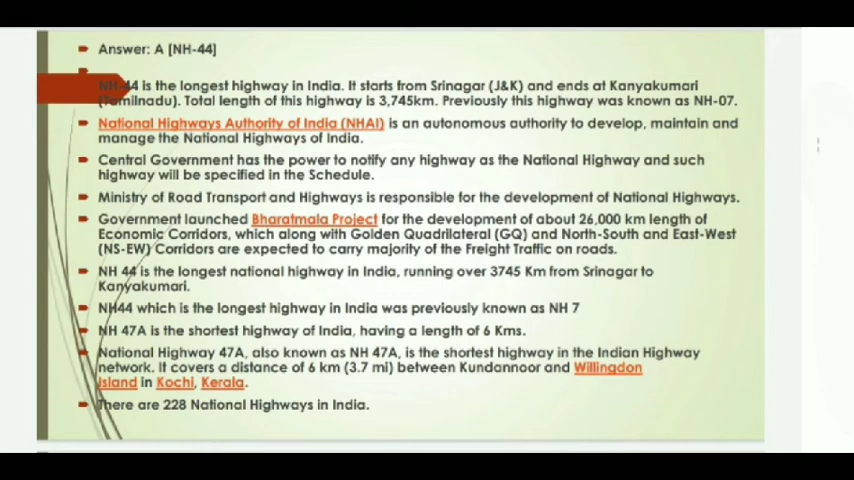 Answer: A [NH-44]
NH-44 is the longest highway in India. It starts from Srinagar (J&K) and ends at Kanyakumari
(Tamilnadu). Total length of this highway is 3,745km. Previously this highway was known as NH-07.
National Highways Authority of India (NHAI) is an autonomous authority to develop, maintain and
manage the National Highways of India.
Central Government has the power to notify any highway as the National Highway and such
highway will be specified in the Schedule.
Ministry of Road Transport and Highways is responsible for the development of National Highways.
Government launched Bharatmala Project for the development of about 26,000 km length of
Economic Corridors, which along with Golden Quadrilateral (GQ) and North-South and East-West
(NS-EW) Corridors are expected to carry majority of the Freight Traffic on roads.
NH 44 is the longest national highway in India, running over 3745 Km from Srinagar to
Kanyakumari.
NH44 which is the longest highway in India was previously known as NH 7
NH 47A is the shortest highway of India, having a length of 6 Kms.
National Highway 47A, also known as NH 47A, is the shortest highway in the Indian Highway
network. It covers a distance of 6 km (3.7 mi) between Kundannoor and Willingdon
Island in Kochi, Kerala.
There are 228 National Highways in India.